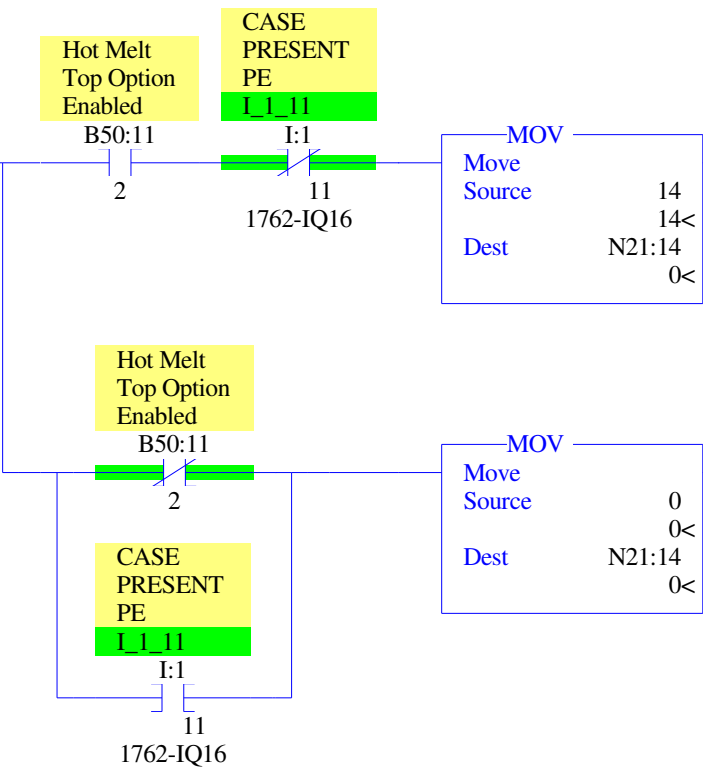 Hot Melt
Top Option
Enabled
B50:11
2
CASE
PRESENT
PE
I_1_11
I:1
11
1762-IQ16
MOV
Move
Source 14
14<
Dest N21:14
0<
Hot Melt
Top Option
Enabled
B50:11
2
CASE
PRESENT
PE
I_1_11
I:1
11
1762-IQ16
MOV
Move
Source 0
0<
Dest N21:14
0<